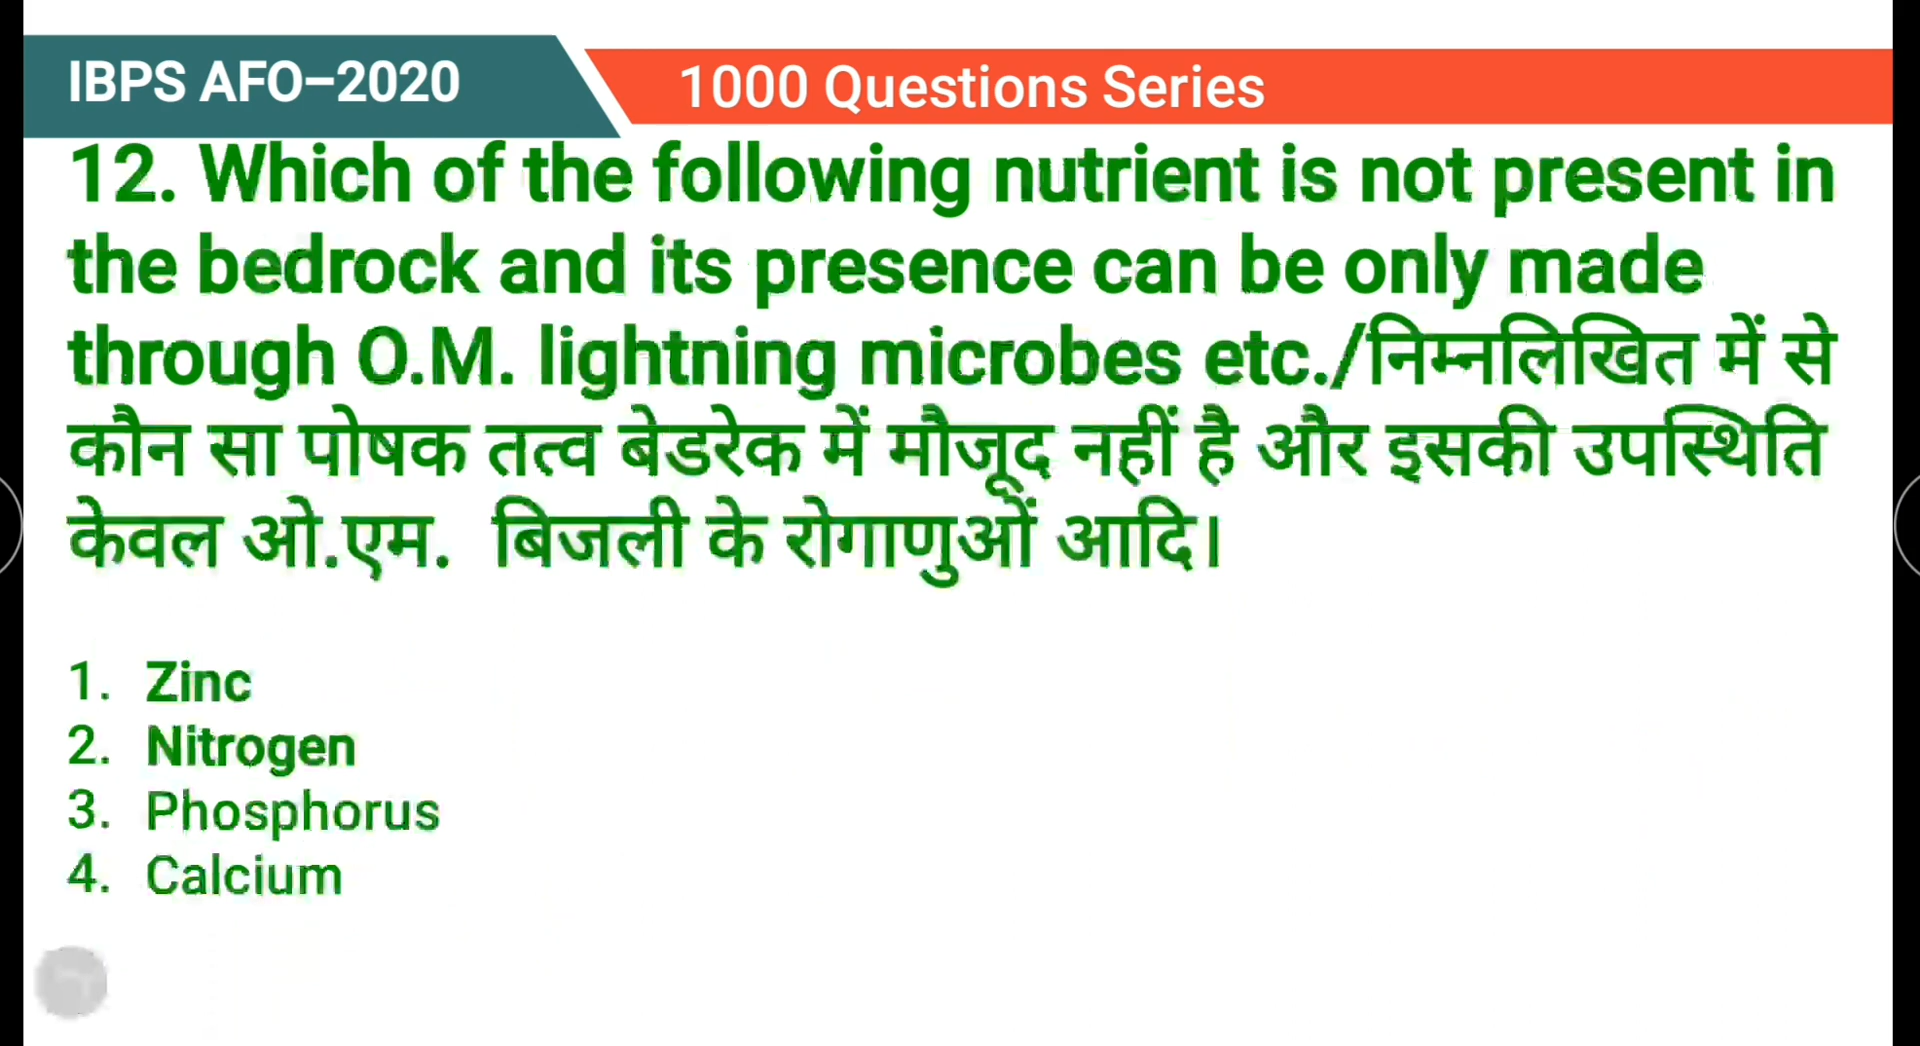 IBPS AFO–2020
1000 Questions Series
12. Which of the following nutrient is not present in
the bedrock and its presence can be only made
through O.M. lightning microbes etc./निम्नलिखित में से
कौन सा पोषक तत्व बेडरेक में मौजूद नहीं है और इसकी उपस्थिति
केवल ओ.एम. बिजली के रोगाणुओं आदि।
1. Zinc
2. Nitrogen
3. Phosphorus
4. Calcium